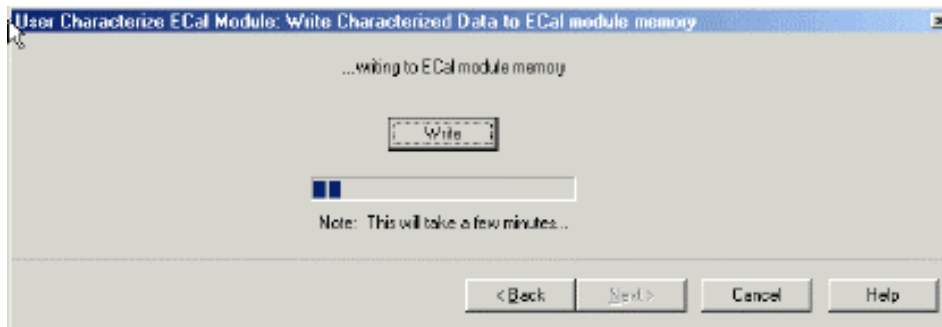 User Characterize ECal Module: Write Characterized Data to ECal module memory
...writing to ECal module memory
Write
Note: This will take a few minutes...
< Back Next > Cancel Help